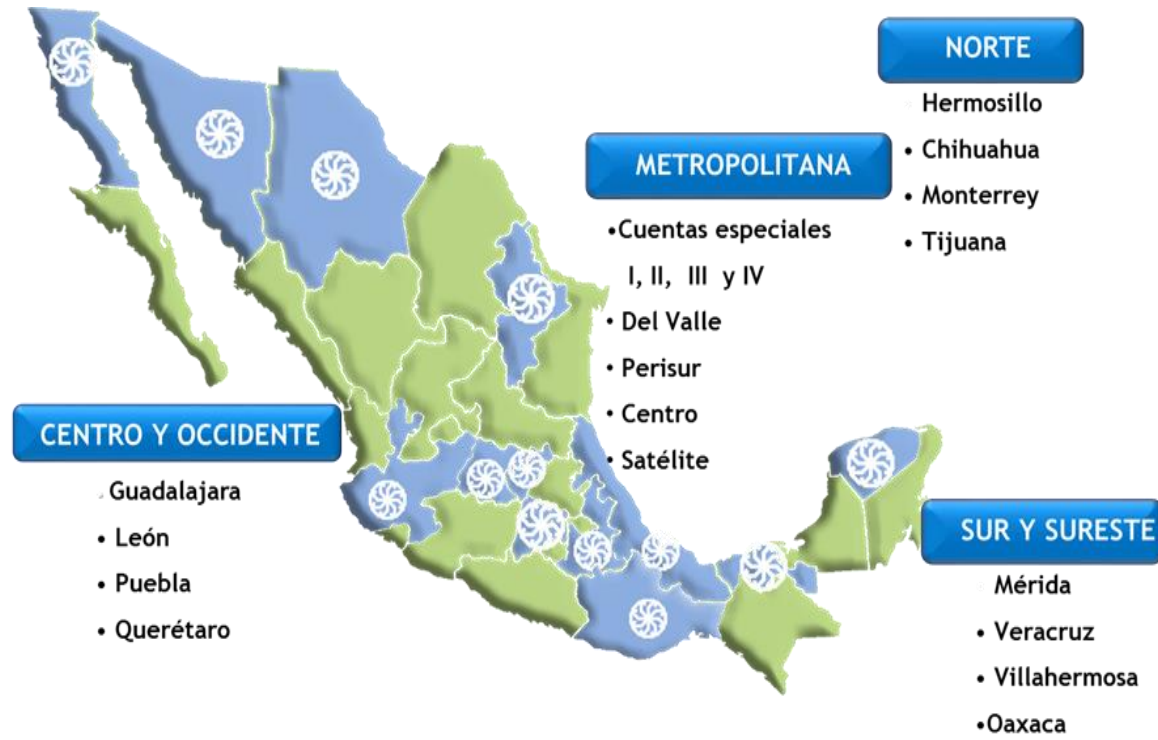 NORTE
Hermosillo
• Chihuahua
• Monterrey
• Tijuana
METROPOLITANA
•Cuentas especiales
I, II, III y IV
• Del Valle
• Perisur
• Centro
• Satélite
CENTRO Y OCCIDENTE
Guadalajara
• León
• Puebla
• Querétaro
SUR Y SURESTE
Mérida
• Veracruz
• Villahermosa
•Oaxaca